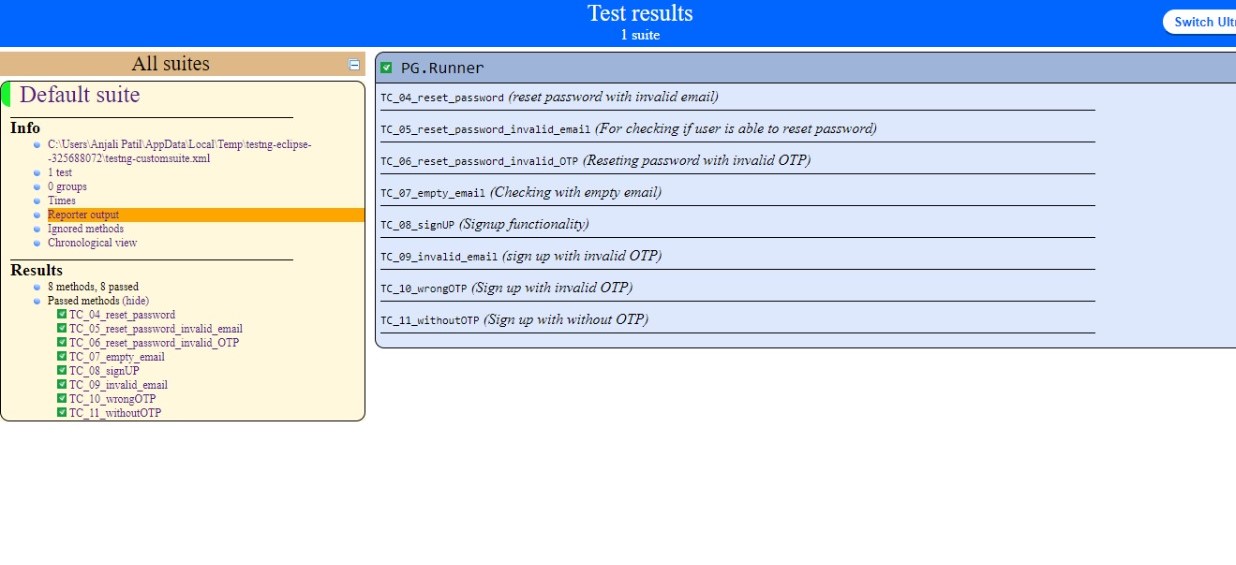 Test results
1 suite
Switch Ult
All suites
Default suite
Info
C:\Users\Anjali Patil\AppData\Local\Temp\testng-eclipse-
-325688072\testng-customsuite.xml
1 test
0 groups
Times
Reporter output
Ignored methods
Chronological view
Results
8 methods, 8 passed
Passed methods (hide)
TC_04_reset_password
TC_05_reset_password_invalid_email
TC_06_reset_password_invalid_OTP
TC_07_empty_email
TC_08_signUP
TC_09_invalid_email
TC_10_wrongOTP
TC_11_withoutOTP
PG.Runner
TC_04_reset_password (reset password with invalid email)
TC_05_reset_password_invalid_email (For checking if user is able to reset password)
TC_06_reset_password_invalid_OTP (Reseting password with invalid OTP)
TC_07_empty_email (Checking with empty email)
TC_08_signUP (Signup functionality)
TC_09_invalid_email (sign up with invalid OTP)
TC_10_wrongOTP (Sign up with invalid OTP)
TC_11_withoutOTP (Sign up with without OTP)